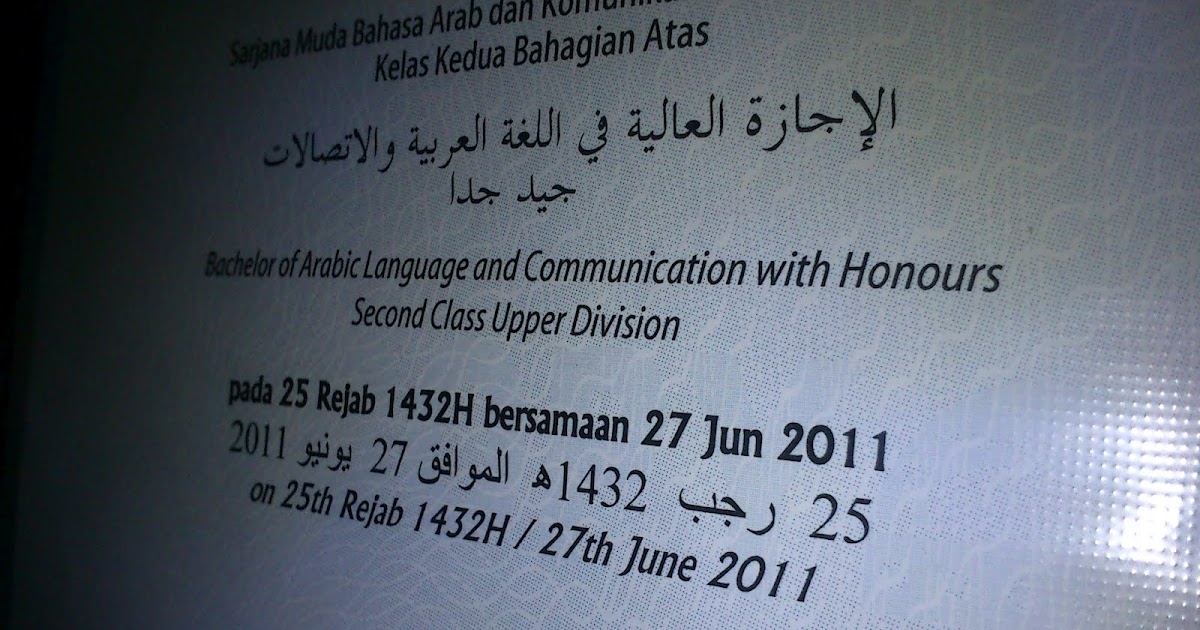 Sarjana Muda Bahasa Arab dan
Kelas Kedua Bahagian Atas
الإجازة العالية في اللغة العربية والاتصالات
جيد جدا
Bachelor of Arabic Language and Communication with Honours
Second Class Upper Division
pada 25 Rejab 1432H bersamaan 27 Jun 2011
25 رجب 1432ه الموافق 27 يونيو 2011
on 25th Rejab 1432H / 27th June 2011